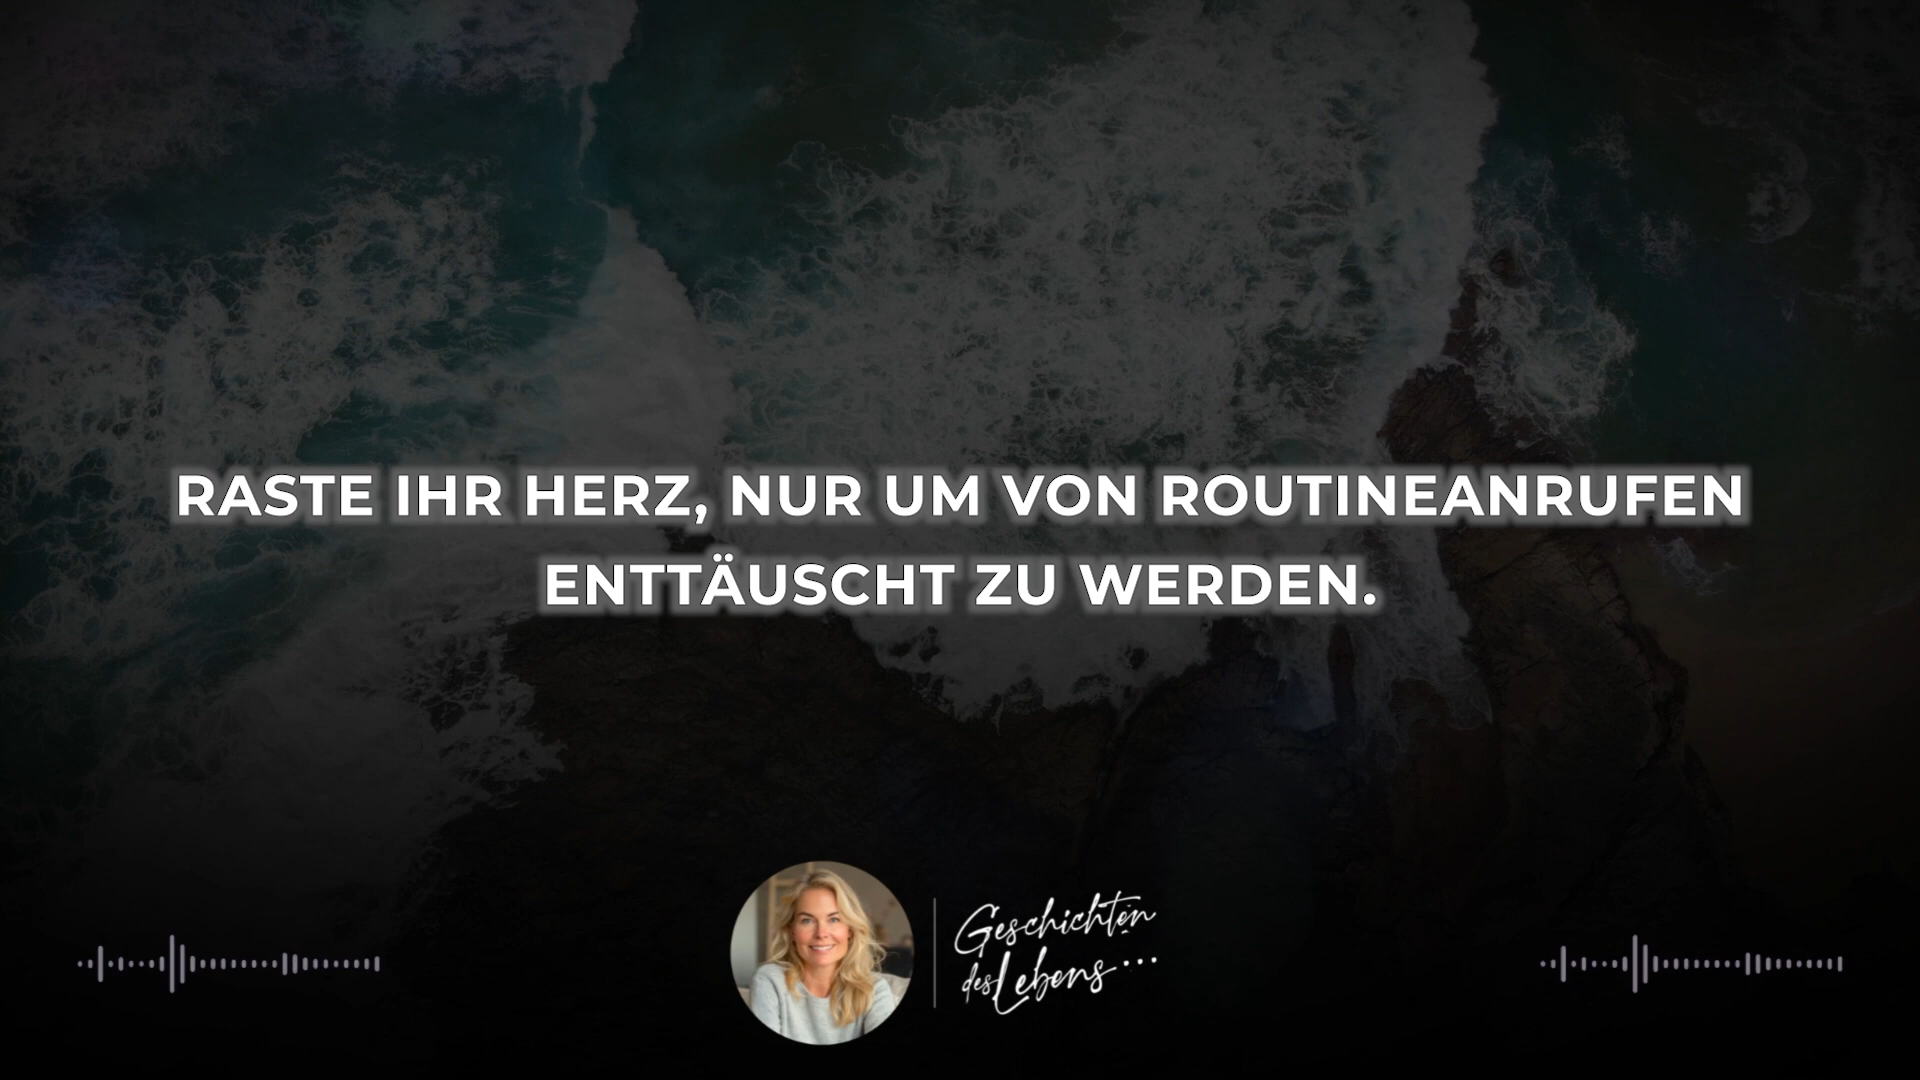 RASTE IHR HERZ, NUR UM VON ROUTINEANRUFEN
ENTTÄUSCHT ZU WERDEN.
Geschichten
des Lebens...